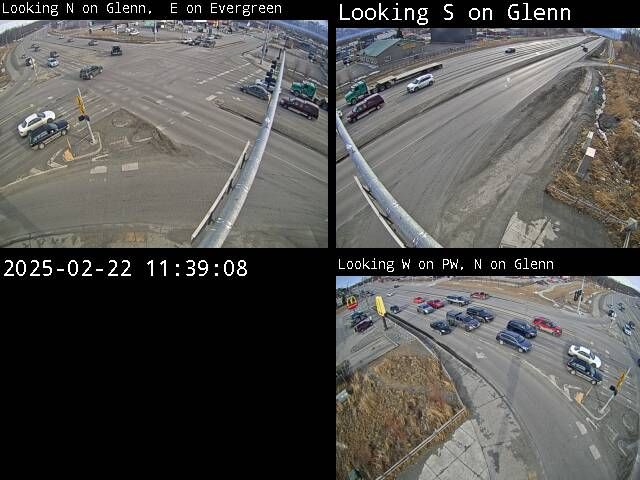 Looking N on Glenn,  E on Evergreen
Looking S on Glenn
2025-02-22 11:39:08
Looking W on PW, N on Glenn